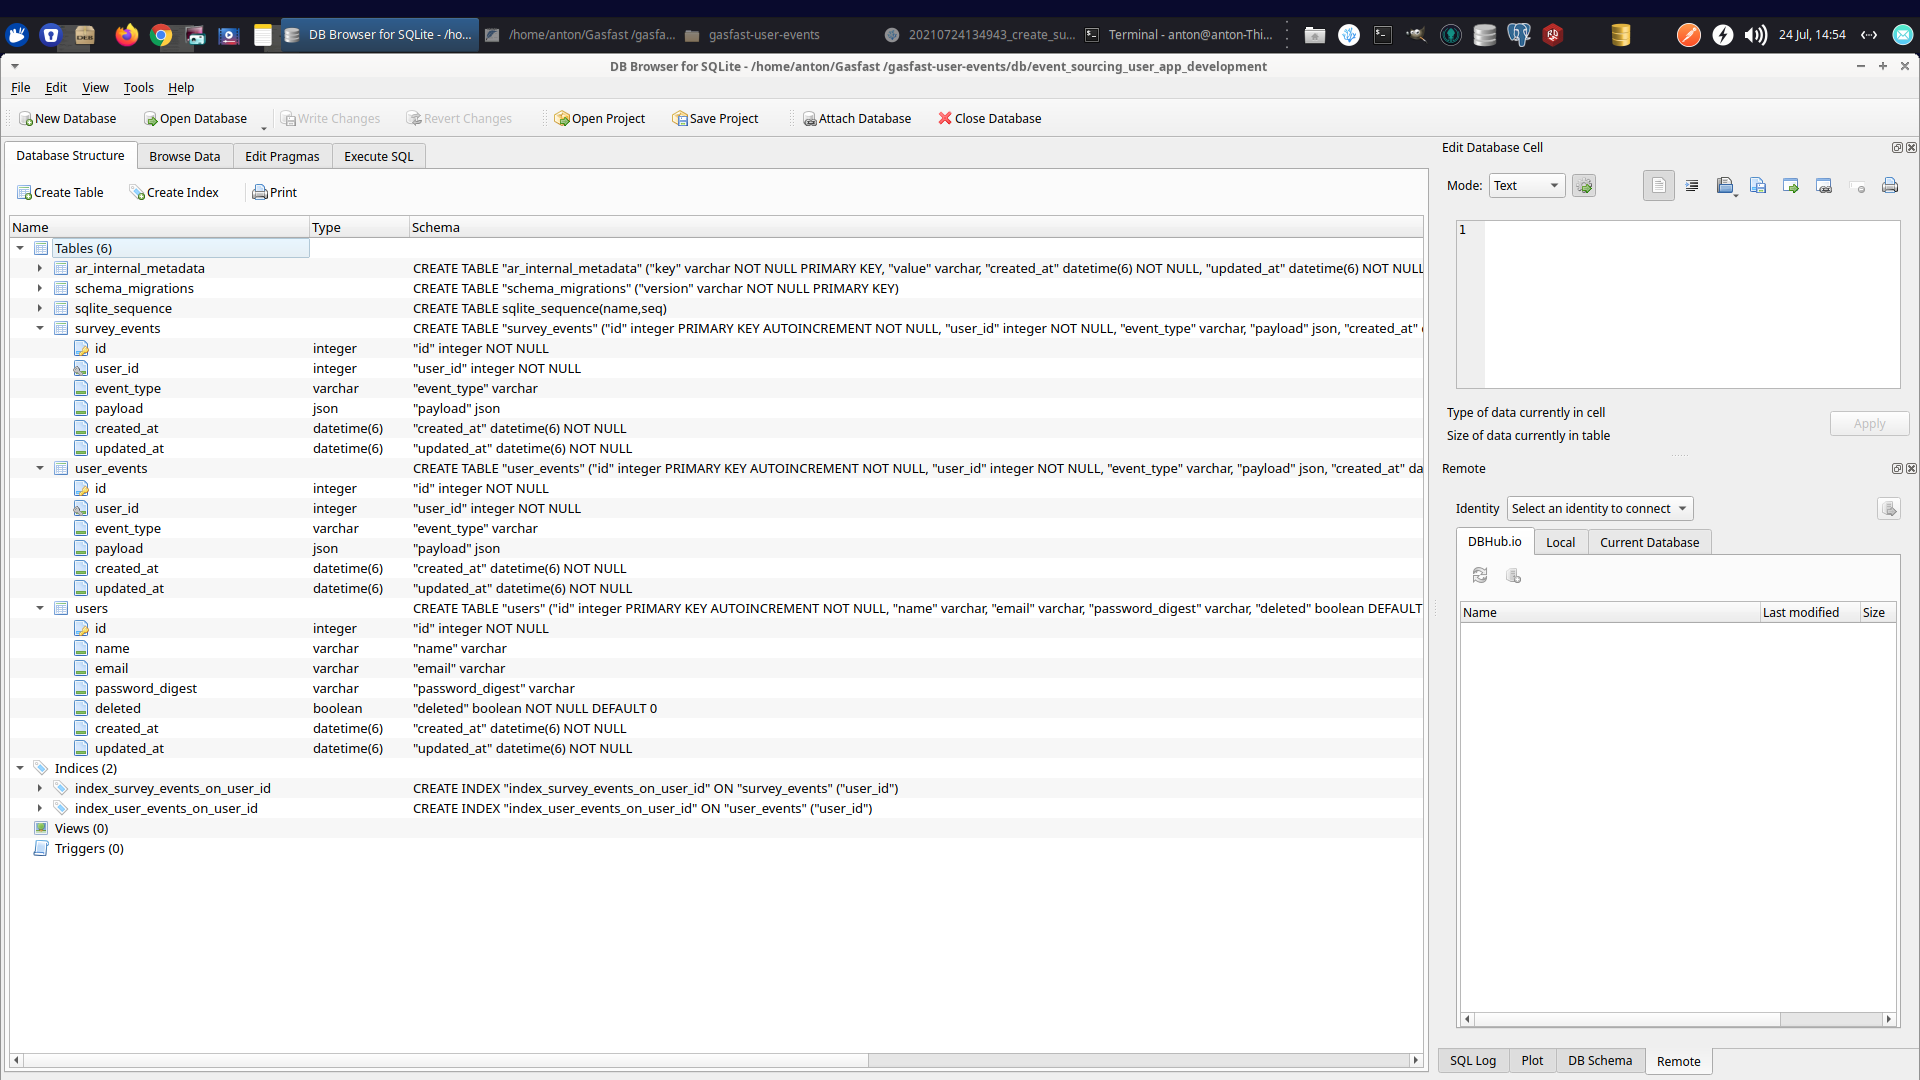 DB Browser for SQLite - /ho...
/home/anton/Gasfast /gasfa...
gasfast-user-events
20210724134943_create_su...
Terminal - anton@anton-Thi...
24 Jul, 14:54
DB Browser for SQLite - /home/anton/Gasfast /gasfast-user-events/db/event_sourcing_user_app_development
File Edit View Tools Help
New Database Open Database Write Changes Revert Changes Open Project Save Project Attach Database Close Database
Database Structure Browse Data Edit Pragmas Execute SQL
Create Table Create Index Print
Name Type Schema
Tables (6)
ar_internal_metadata CREATE TABLE "ar_internal_metadata" ("key" varchar NOT NULL PRIMARY KEY, "value" varchar, "created_at" datetime(6) NOT NULL, "updated_at" datetime(6) NOT NULL
schema_migrations CREATE TABLE "schema_migrations" ("version" varchar NOT NULL PRIMARY KEY)
sqlite_sequence CREATE TABLE sqlite_sequence(name,seq)
survey_events CREATE TABLE "survey_events" ("id" integer PRIMARY KEY AUTOINCREMENT NOT NULL, "user_id" integer NOT NULL, "event_type" varchar, "payload" json, "created_at"
id integer "id" integer NOT NULL
user_id integer "user_id" integer NOT NULL
event_type varchar "event_type" varchar
payload json "payload" json
created_at datetime(6) "created_at" datetime(6) NOT NULL
updated_at datetime(6) "updated_at" datetime(6) NOT NULL
user_events CREATE TABLE "user_events" ("id" integer PRIMARY KEY AUTOINCREMENT NOT NULL, "user_id" integer NOT NULL, "event_type" varchar, "payload" json, "created_at" da
id integer "id" integer NOT NULL
user_id integer "user_id" integer NOT NULL
event_type varchar "event_type" varchar
payload json "payload" json
created_at datetime(6) "created_at" datetime(6) NOT NULL
updated_at datetime(6) "updated_at" datetime(6) NOT NULL
users CREATE TABLE "users" ("id" integer PRIMARY KEY AUTOINCREMENT NOT NULL, "name" varchar, "email" varchar, "password_digest" varchar, "deleted" boolean DEFAULT
id integer "id" integer NOT NULL
name varchar "name" varchar
email varchar "email" varchar
password_digest varchar "password_digest" varchar
deleted boolean "deleted" boolean NOT NULL DEFAULT 0
created_at datetime(6) "created_at" datetime(6) NOT NULL
updated_at datetime(6) "updated_at" datetime(6) NOT NULL
Indices (2)
index_survey_events_on_user_id CREATE INDEX "index_survey_events_on_user_id" ON "survey_events" ("user_id")
index_user_events_on_user_id CREATE INDEX "index_user_events_on_user_id" ON "user_events" ("user_id")
Views (0)
Triggers (0)
Edit Database Cell
Mode: Text
1
Type of data currently in cell
Size of data currently in table
Apply
Remote
Identity Select an identity to connect
DBHub.io Local Current Database
Name Last modified Size
SQL Log Plot DB Schema Remote